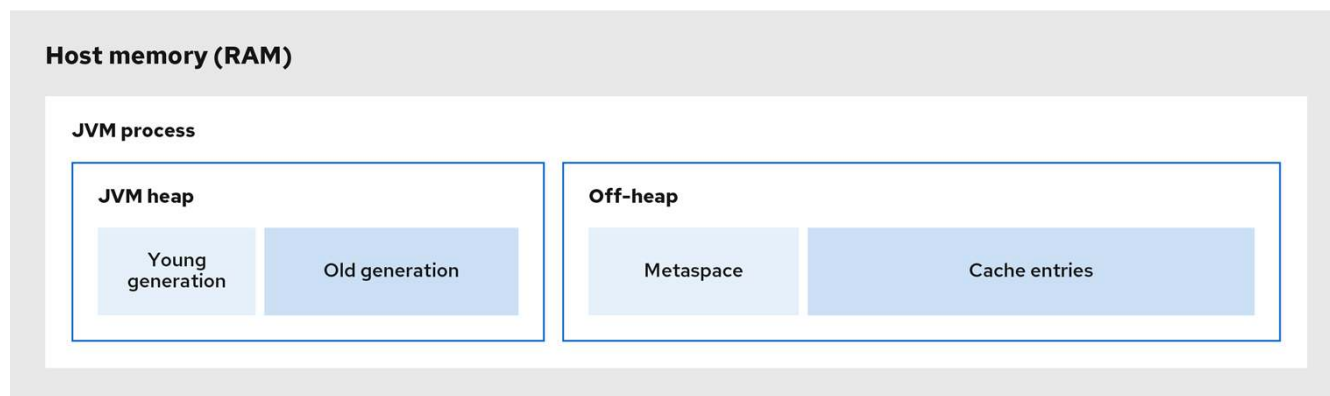 Host memory (RAM)
JVM process
JVM heap
Young
generation
Old generation
Off-heap
Metaspace
Cache entries